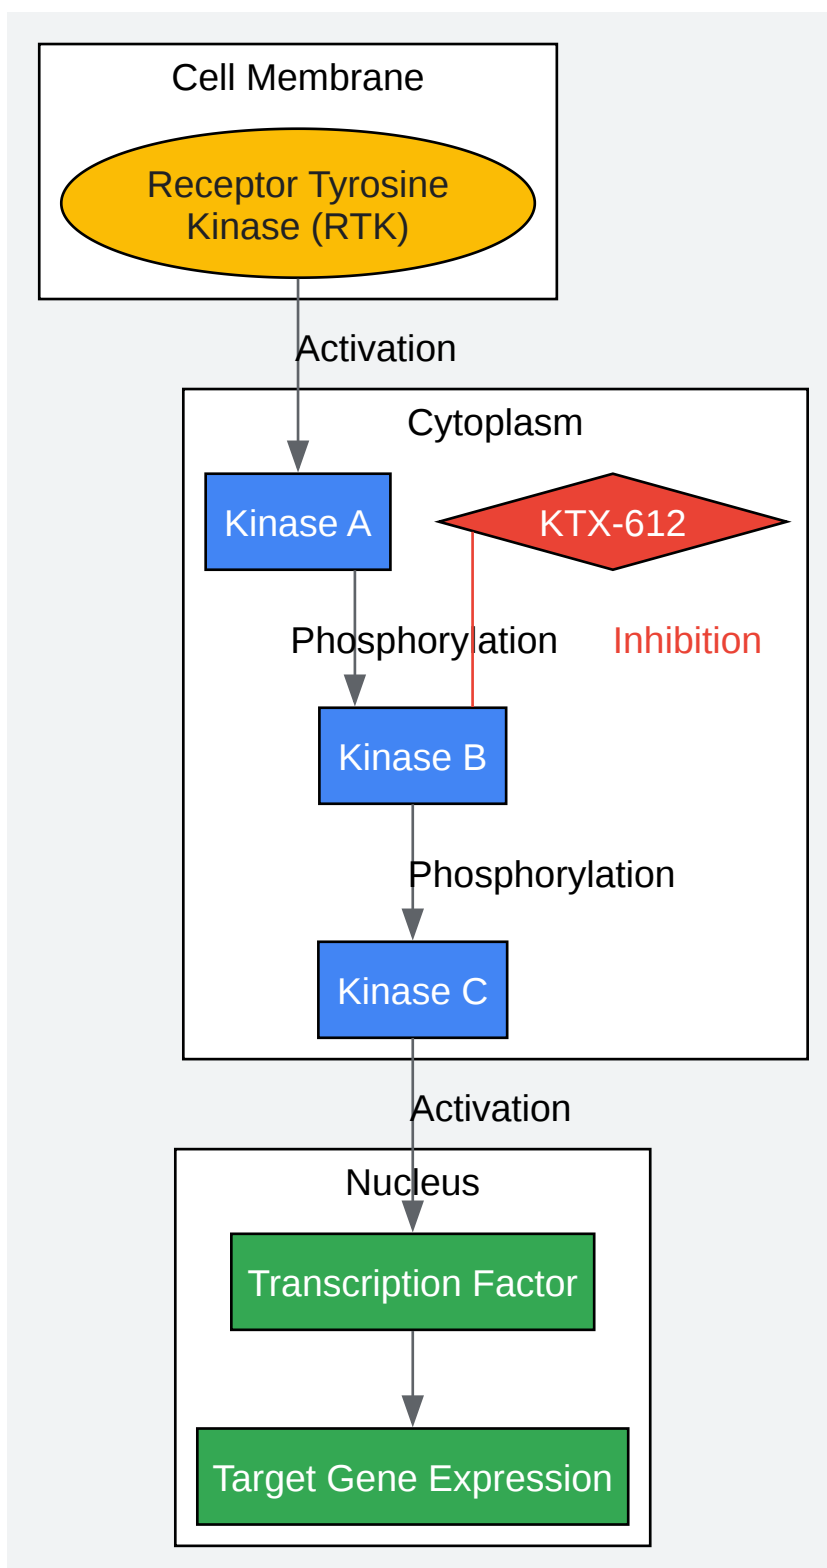 Cell Membrane
Receptor Tyrosine
Kinase (RTK)
Activation
Cytoplasm
Kinase A
KTX-612
Phosphorylation
Inhibition
Kinase B
Phosphorylation
Kinase C
Activation
Nucleus
Transcription Factor
Target Gene Expression